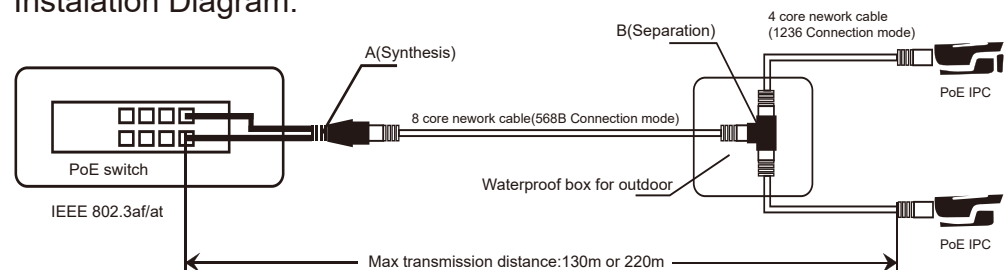 Instalation Diagram:
4 core nework cable
(1236 Connection mode)
B(Separation)
A(Synthesis)
PoE IPC
8 core nework cable(568B Connection mode)
PoE switch
Waterproof box for outdoor
IEEE 802.3af/at
PoE IPC
Max transmission distance:130m or 220m